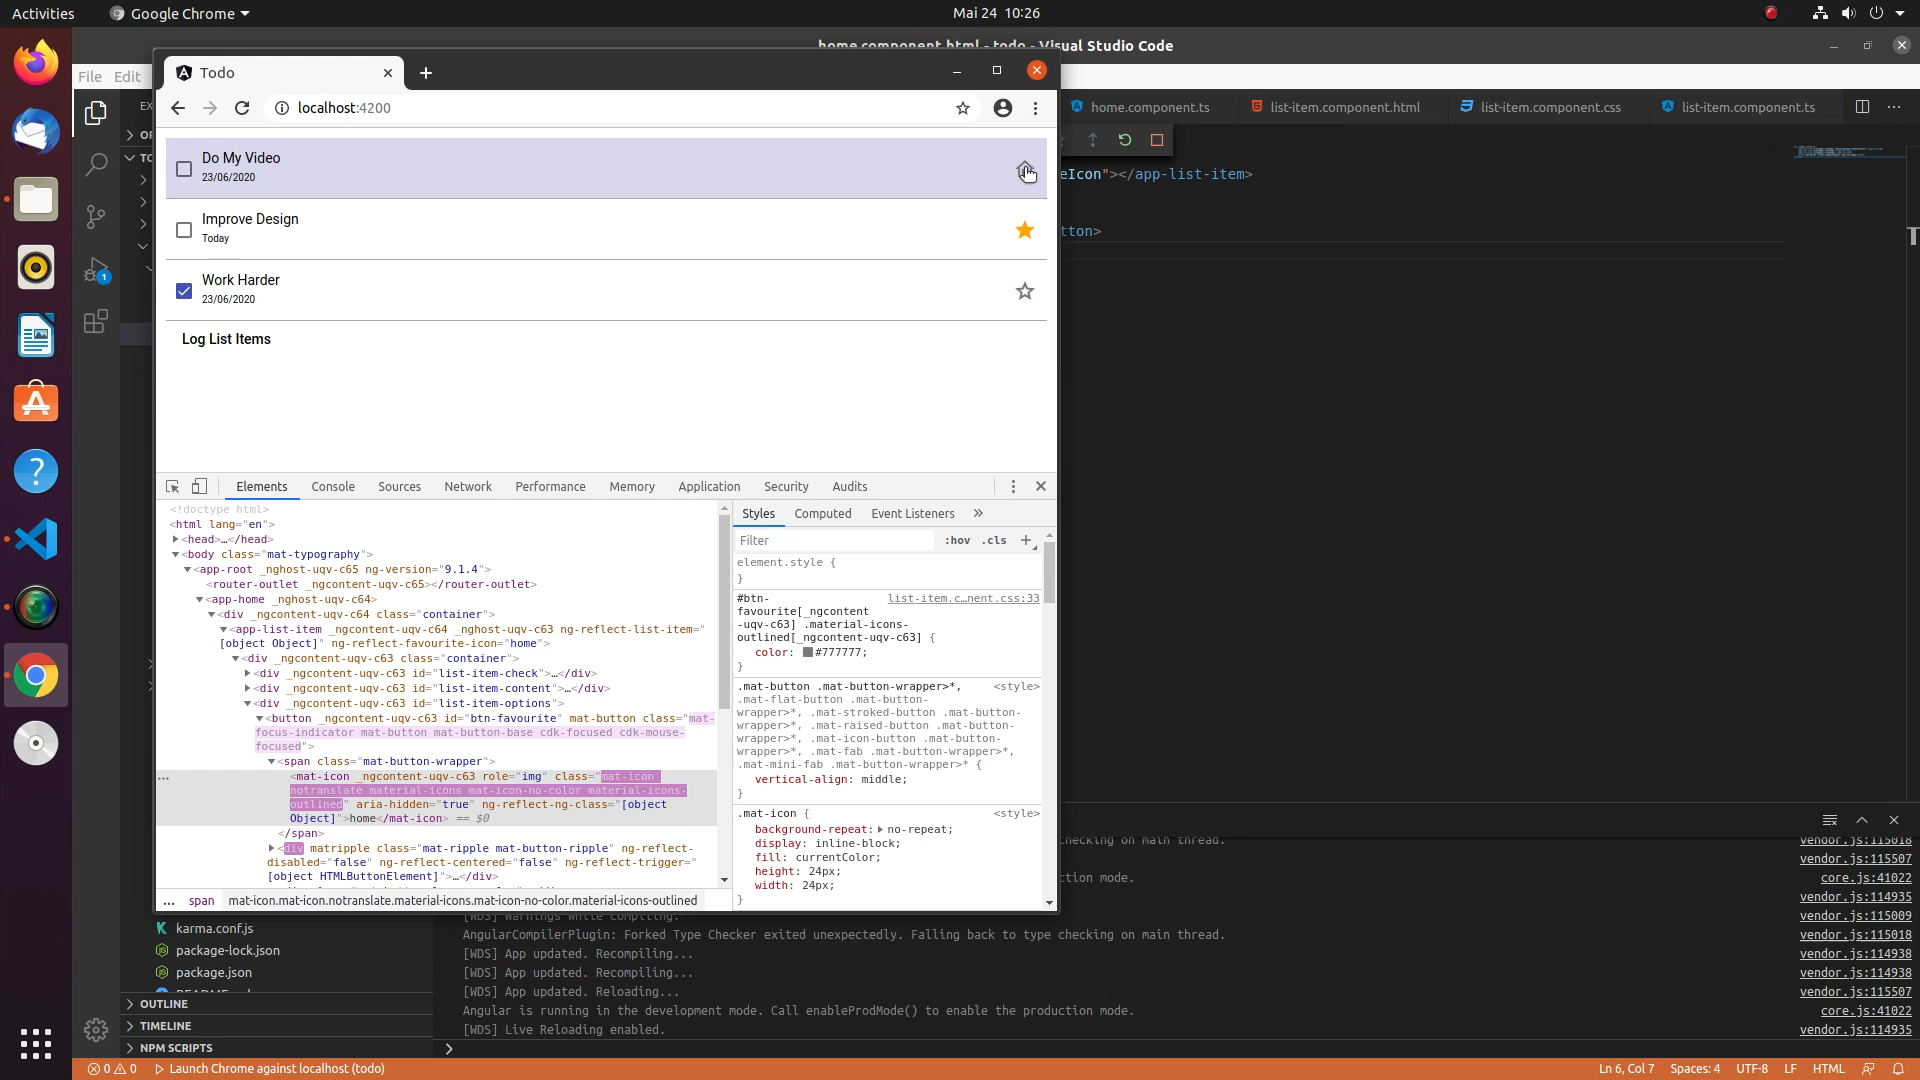 Activities
Google Chrome
Mai 24 10:26
home.component.html - todo - Visual Studio Code
Todo
File Edit
localhost:4200
home.component.ts
list-item.component.html
list-item.component.css
list-item.component.ts
Do My Video
23/06/2020
eIcon"></app-list-item>
Improve Design
Today
tton>
Work Harder
23/06/2020
Log List Items
Elements Console Sources Network Performance Memory Application Security Audits
<!doctype html>
<html lang="en">
<head>…</head>
<body class="mat-typography">
<app-root _nghost-uqv-c65 ng-version="9.1.4">
<router-outlet _ngcontent-uqv-c65></router-outlet>
<app-home _nghost-uqv-c64>
<div _ngcontent-uqv-c64 class="container">
<app-list-item _ngcontent-uqv-c64 _nghost-uqv-c63 ng-reflect-list-item="
[object Object]" ng-reflect-favourite-icon="home">
<div _ngcontent-uqv-c63 class="container">
<div _ngcontent-uqv-c63 id="list-item-check">…</div>
<div _ngcontent-uqv-c63 id="list-item-content">…</div>
<div _ngcontent-uqv-c63 id="list-item-options">
<button _ngcontent-uqv-c63 id="btn-favourite" mat-button class="mat-
focus-indicator mat-button mat-button-base cdk-focused cdk-mouse-
focused">
<span class="mat-button-wrapper">
<mat-icon _ngcontent-uqv-c63 role="img" class="mat-icon
notranslate material-icons mat-icon-no-color material-icons-
outlined" aria-hidden="true" ng-reflect-ng-class="[object
Object]">home</mat-icon> == $0
</span>
<div matripple class="mat-ripple mat-button-ripple" ng-reflect-
disabled="false" ng-reflect-centered="false" ng-reflect-trigger="
[object HTMLButtonElement]">…</div>
... span mat-icon.mat-icon.notranslate.material-icons.mat-icon-no-color.material-icons-outlined
Styles Computed Event Listeners »
Filter :hov .cls +
element.style {
}
#btn- list-item.c…nent.css:33
favourite[_ngcontent
-uqv-c63] .material-icons-
outlined[_ngcontent-uqv-c63] {
color: #777777;
}
.mat-button .mat-button-wrapper>*, <style>
.mat-flat-button .mat-button-
wrapper>*, .mat-stroked-button .mat-button-
wrapper>*, .mat-raised-button .mat-button-
wrapper>*, .mat-icon-button .mat-button-
wrapper>*, .mat-fab .mat-button-wrapper>*,
.mat-mini-fab .mat-button-wrapper>* {
vertical-align: middle;
}
.mat-icon { <style>
background-repeat: no-repeat;
display: inline-block;
fill: currentColor;
height: 24px;
width: 24px;
}
checking on main thread. vendor.js:115018
vendor.js:115507
tion mode. core.js:41022
vendor.js:114935
[WDS] Warnings while compiling. vendor.js:115009
AngularCompilerPlugin: Forked Type Checker exited unexpectedly. Falling back to type checking on main thread. vendor.js:115018
[WDS] App updated. Recompiling... vendor.js:114938
[WDS] App updated. Recompiling... vendor.js:114938
[WDS] App updated. Reloading... vendor.js:115507
Angular is running in the development mode. Call enableProdMode() to enable the production mode. core.js:41022
[WDS] Live Reloading enabled. vendor.js:114935
karma.conf.js
package-lock.json
package.json
OUTLINE
TIMELINE
NPM SCRIPTS
0 0 Launch Chrome against localhost (todo)
Ln 6, Col 7 Spaces: 4 UTF-8 LF HTML